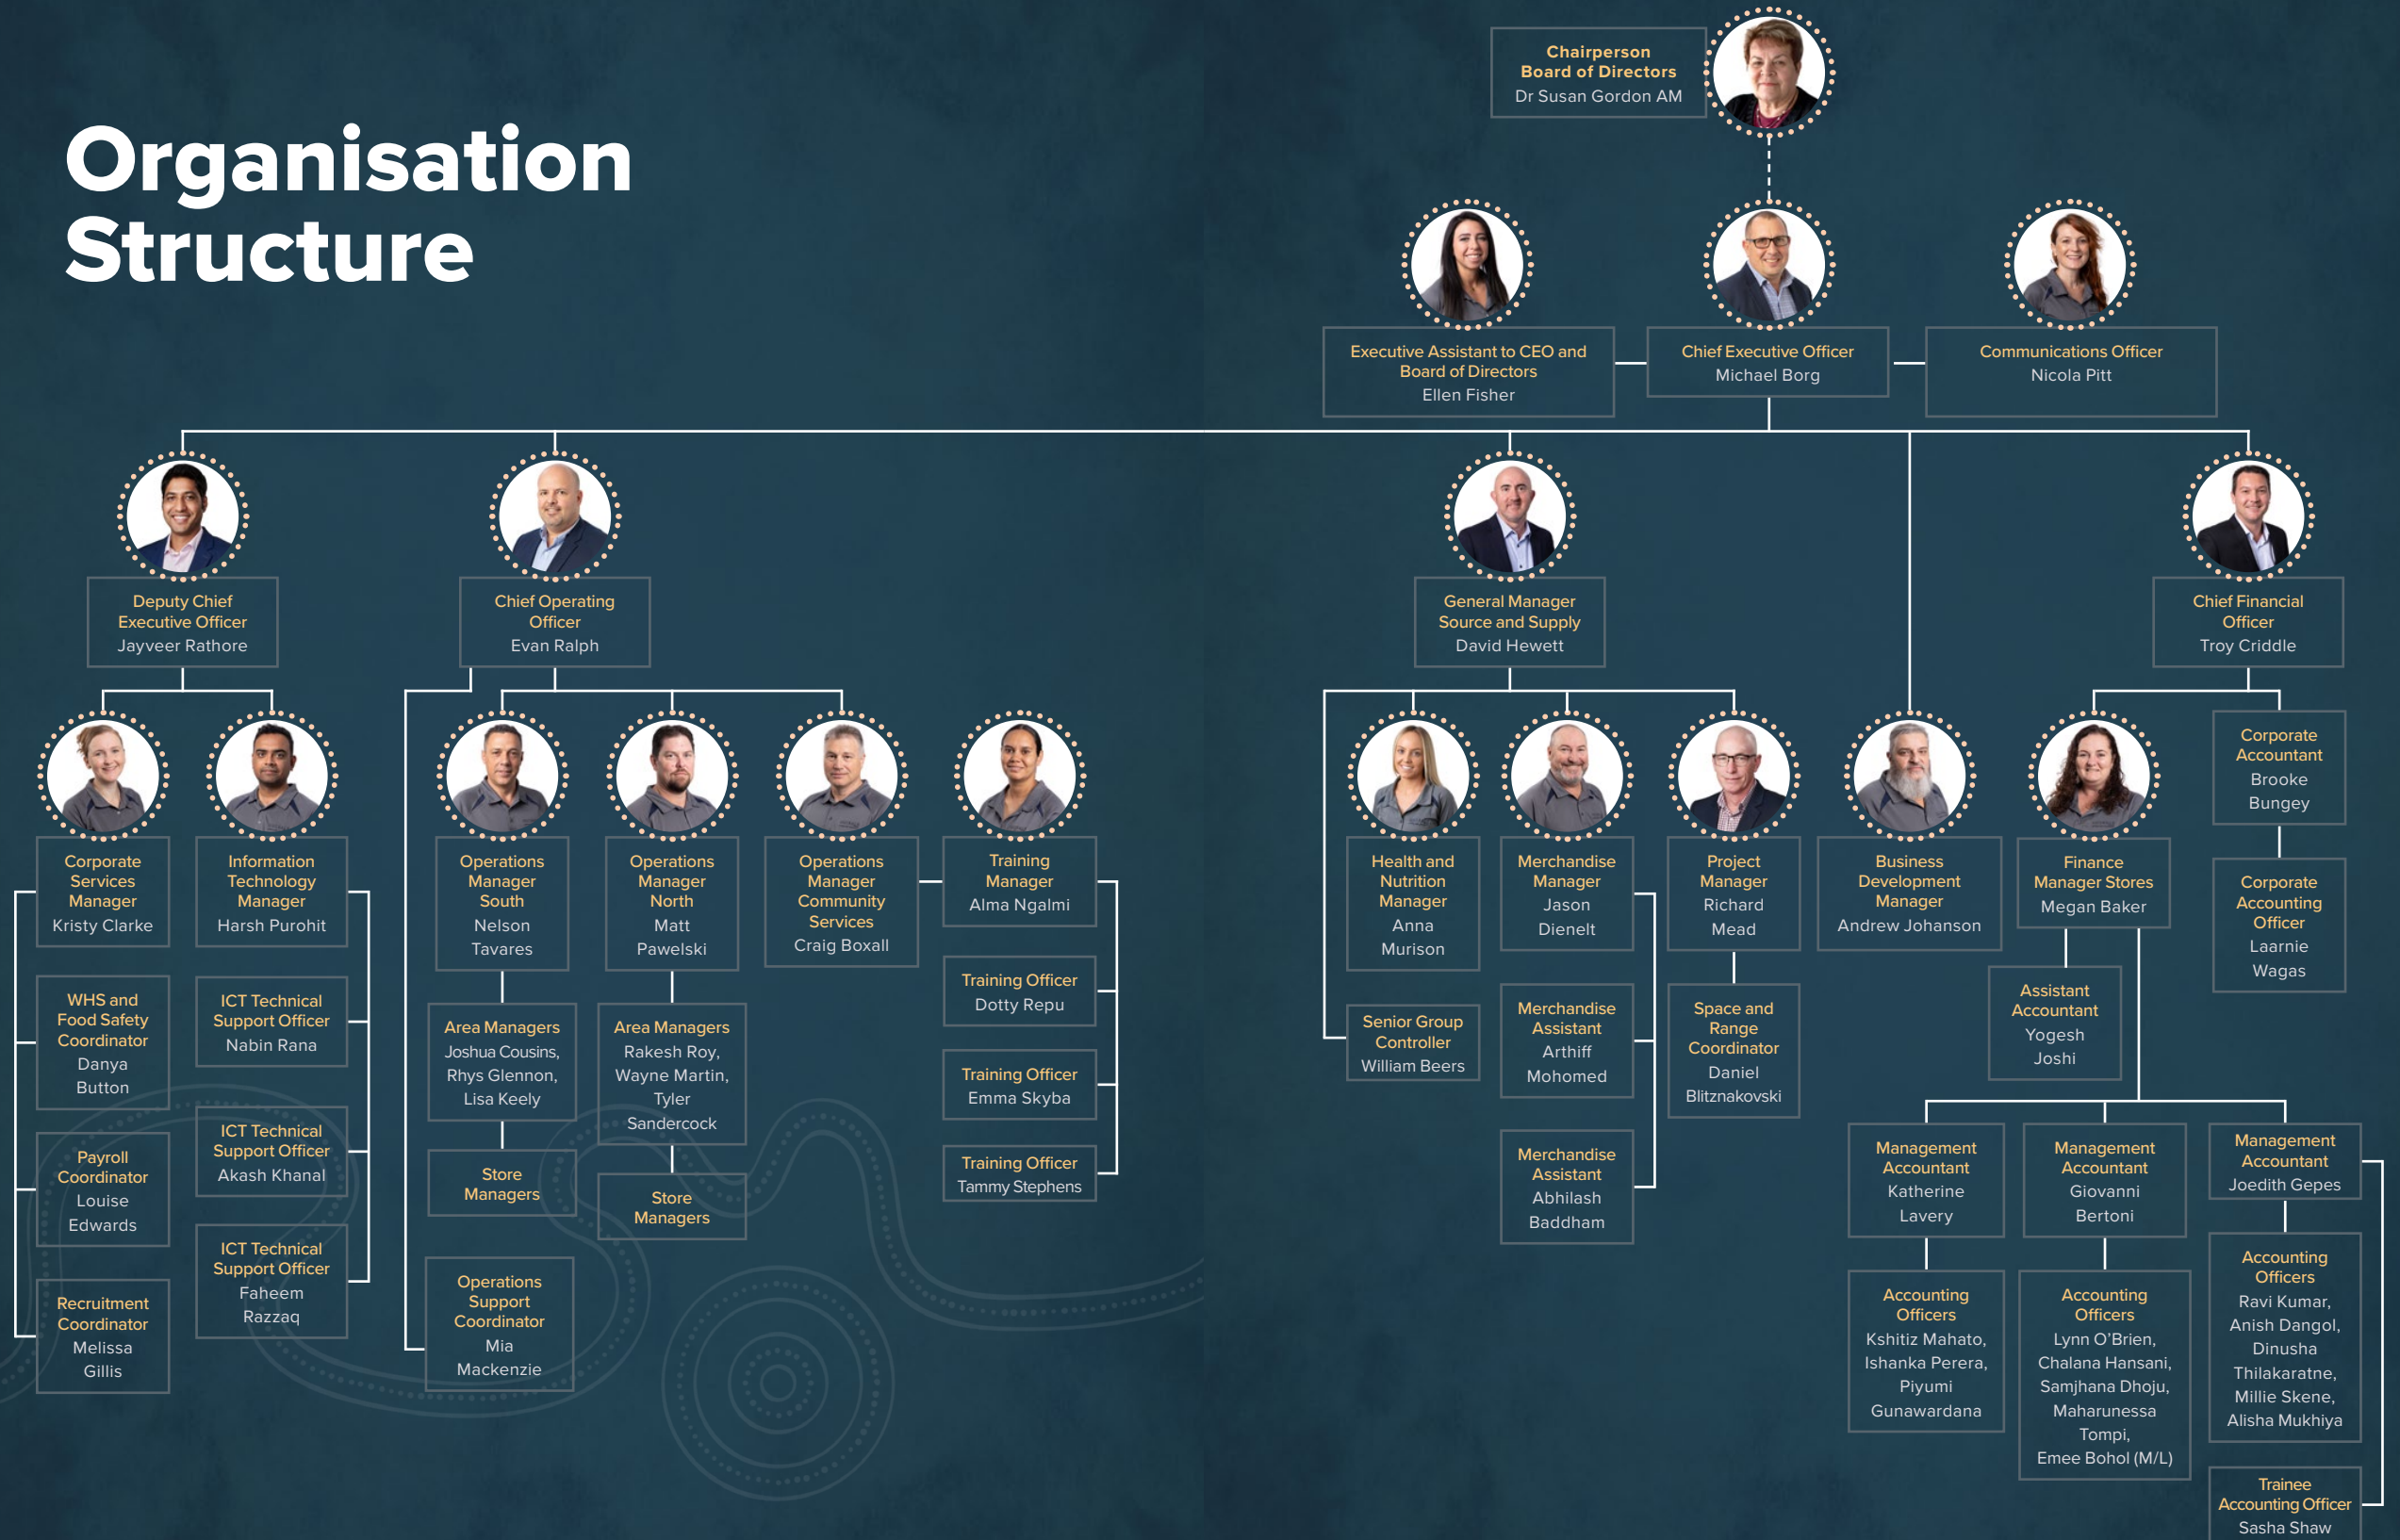 Organisation
Structure
Chairperson
Board of Directors
Dr Susan Gordon AM
Executive Assistant to CEO and
Board of Directors
Ellen Fisher
Chief Executive Officer
Michael Borg
Communications Officer
Nicola Pitt
Deputy Chief
Executive Officer
Jayveer Rathore
Chief Operating
Officer
Evan Ralph
General Manager
Source and Supply
David Hewett
Chief Financial
Officer
Troy Criddle
Corporate
Services
Manager
Kristy Clarke
WHS and
Food Safety
Coordinator
Danya
Button
Payroll
Coordinator
Louise
Edwards
Recruitment
Coordinator
Melissa
Gillis
Information
Technology
Manager
Harsh Purohit
ICT Technical
Support Officer
Nabin Rana
ICT Technical
Support Officer
Akash Khanal
ICT Technical
Support Officer
Faheem
Razzaq
Operations
Manager
South
Nelson
Tavares
Area Managers
Joshua Cousins,
Rhys Glennon,
Lisa Keely
Store
Managers
Operations
Support
Coordinator
Mia
Mackenzie
Operations
Manager
North
Matt
Pawelski
Area Managers
Rakesh Roy,
Wayne Martin,
Tyler
Sandercock
Store
Managers
Operations
Manager
Community
Services
Craig Boxall
Training
Manager
Alma Ngalmi
Training Officer
Dotty Repu
Training Officer
Emma Skyba
Training Officer
Tammy Stephens
Health and
Nutrition
Manager
Anna
Murison
Senior Group
Controller
William Beers
Merchandise
Manager
Jason
Dienelt
Merchandise
Assistant
Arthiff
Mohomed
Merchandise
Assistant
Abhilash
Baddham
Project
Manager
Richard
Mead
Space and
Range
Coordinator
Daniel
Blitznakovski
Business
Development
Manager
Andrew Johanson
Finance
Manager Stores
Megan Baker
Assistant
Accountant
Yogesh
Joshi
Corporate
Accountant
Brooke
Bungey
Corporate
Accounting
Officer
Laarnie
Wagas
Management
Accountant
Katherine
Lavery
Accounting
Officers
Kshitiz Mahato,
Ishanka Perera,
Piyumi
Gunawardana
Management
Accountant
Giovanni
Bertoni
Accounting
Officers
Lynn O’Brien,
Chalana Hansani,
Samjhana Dhoju,
Maharunessa
Tompi,
Emee Bohol (M/L)
Management
Accountant
Joedith Gepes
Accounting
Officers
Ravi Kumar,
Anish Dangol,
Dinusha
Thilakaratne,
Millie Skene,
Alisha Mukhiya
Trainee
Accounting Officer
Sasha Shaw